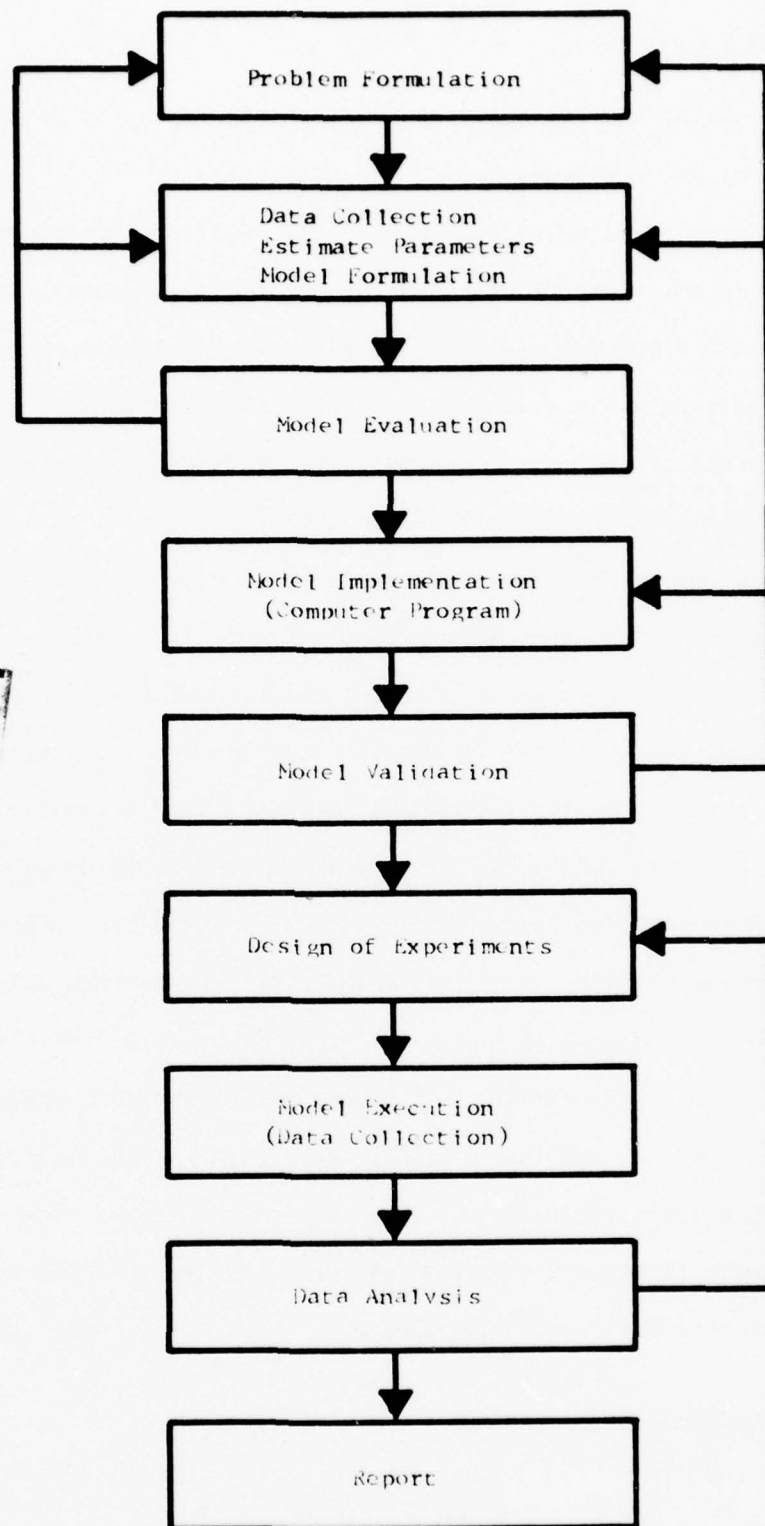 Problem Formulation
Data Collection
Estimate Parameters
Model Formulation
Model Evaluation
Model Implementation
(Computer Program)
Model Validation
Design of Experiments
Model Execution
(Data Collection)
Data Analysis
Report